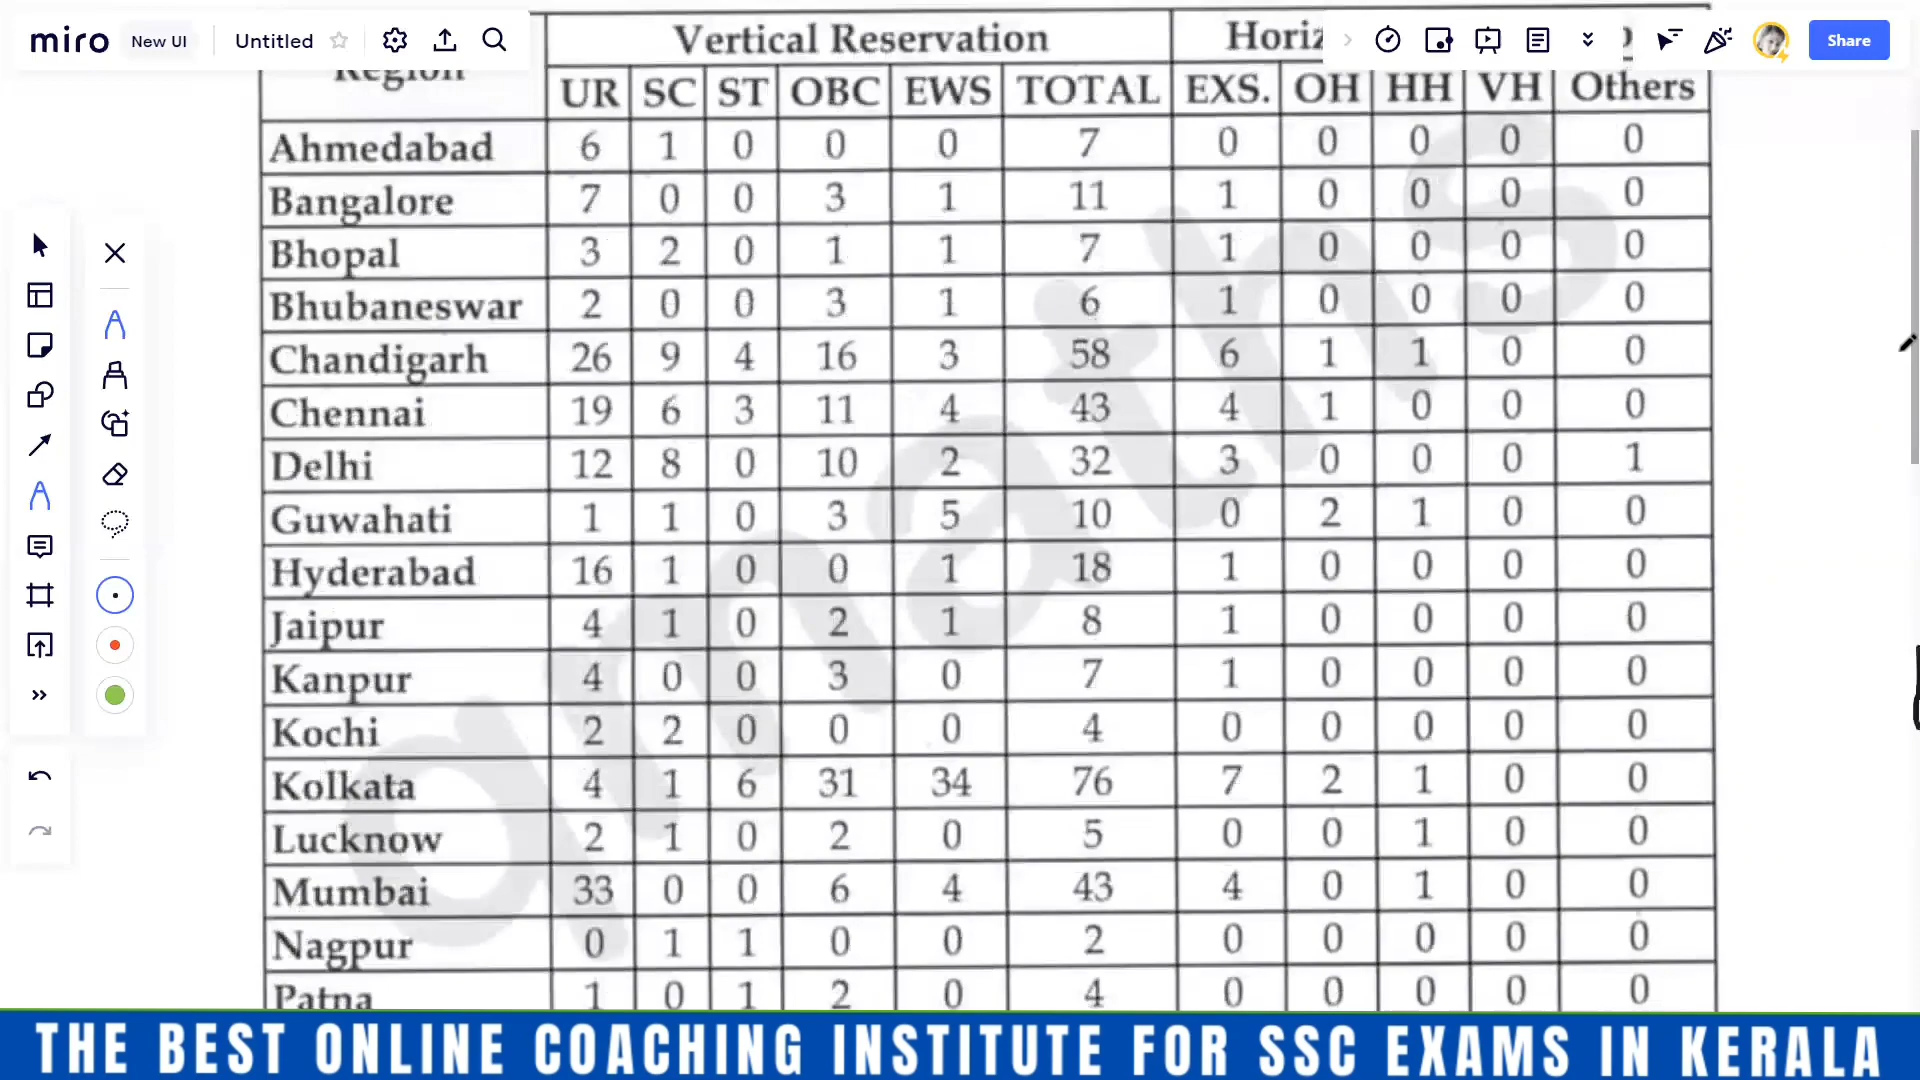 miro New UI Untitled Share
Vertical Reservation Horiz
Region UR SC ST OBC EWS TOTAL EXS. OH HH VH Others
Ahmedabad 6 1 0 0 0 7 0 0 0 0 0
Bangalore 7 0 0 3 1 11 1 0 0 0 0
Bhopal 3 2 0 1 1 7 1 0 0 0 0
Bhubaneswar 2 0 0 3 1 6 1 0 0 0 0
Chandigarh 26 9 4 16 3 58 6 1 1 0 0
Chennai 19 6 3 11 4 43 4 1 0 0 0
Delhi 12 8 0 10 2 32 3 0 0 0 1
Guwahati 1 1 0 3 5 10 0 2 1 0 0
Hyderabad 16 1 0 0 1 18 1 0 0 0 0
Jaipur 4 1 0 2 1 8 1 0 0 0 0
Kanpur 4 0 0 3 0 7 1 0 0 0 0
Kochi 2 2 0 0 0 4 0 0 0 0 0
Kolkata 4 1 6 31 34 76 7 2 1 0 0
Lucknow 2 1 0 2 0 5 0 0 1 0 0
Mumbai 33 0 0 6 4 43 4 0 1 0 0
Nagpur 0 1 1 0 0 2 0 0 0 0 0
Patna 1 0 1 2 0 4 0 0 0 0 0
qmaths
THE BEST ONLINE COACHING INSTITUTE FOR SSC EXAMS IN KERALA